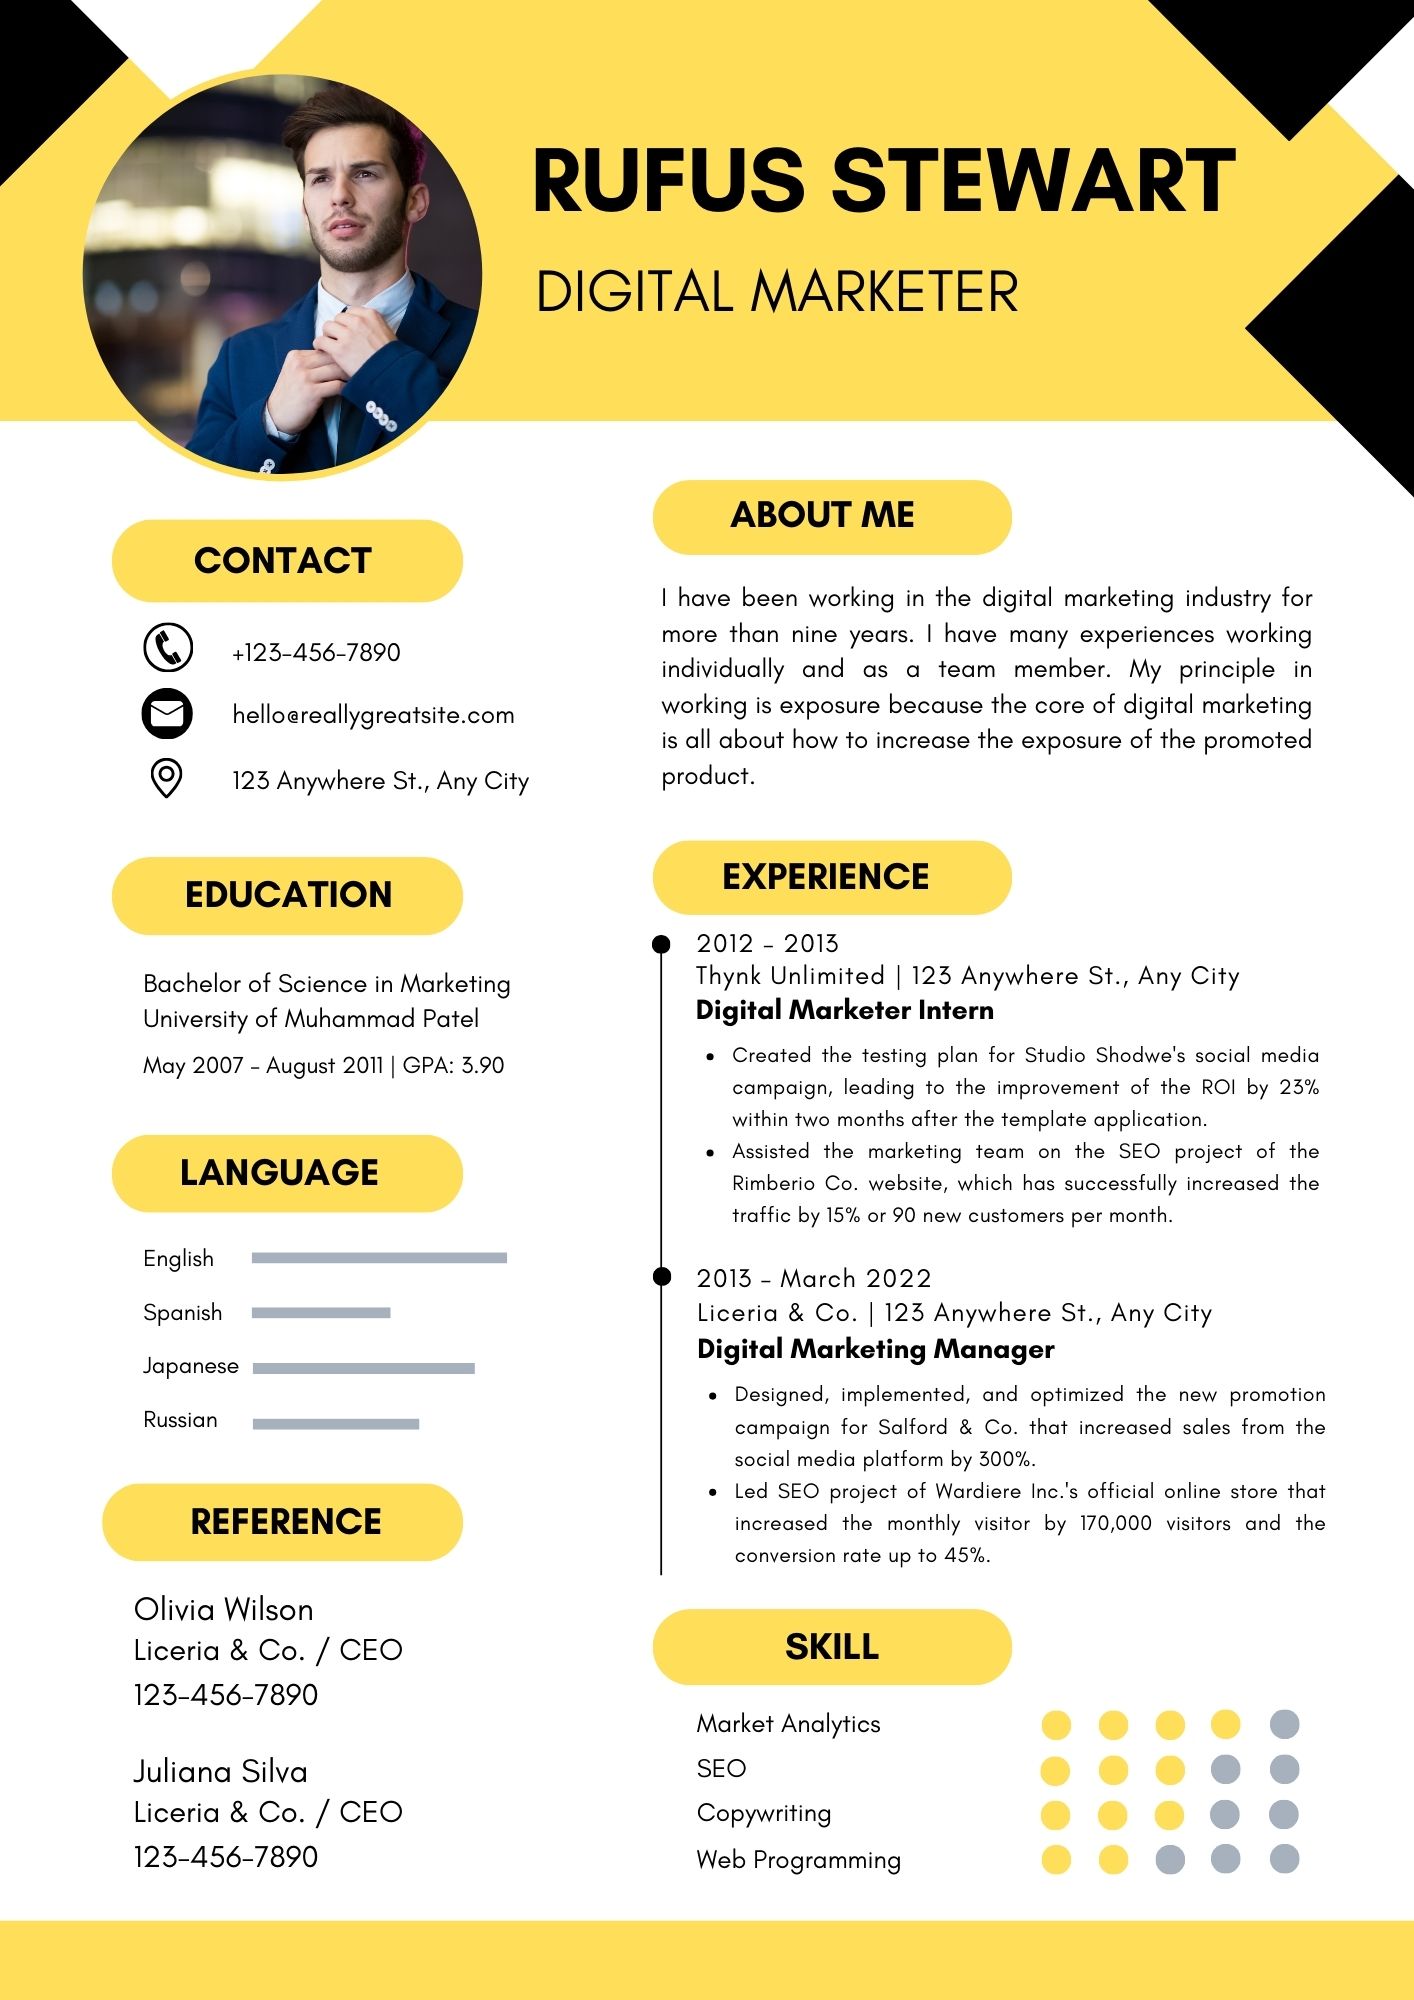 RUFUS STEWART
DIGITAL MARKETER
CONTACT
+123-456-7890
hello@reallygreatsite.com
123 Anywhere St., Any City
EDUCATION
Bachelor of Science in Marketing
University of Muhammad Patel
May 2007 - August 2011 | GPA: 3.90
LANGUAGE
English
Spanish
Japanese
Russian
REFERENCE
Olivia Wilson
Liceria & Co. / CEO
123-456-7890
Juliana Silva
Liceria & Co. / CEO
123-456-7890
ABOUT ME
I have been working in the digital marketing industry for
more than nine years. I have many experiences working
individually and as a team member. My principle in
working is exposure because the core of digital marketing
is all about how to increase the exposure of the promoted
product.
EXPERIENCE
2012 - 2013
Thynk Unlimited | 123 Anywhere St., Any City
Digital Marketer Intern
• Created the testing plan for Studio Shodwe's social media
campaign, leading to the improvement of the ROI by 23%
within two months after the template application.
• Assisted the marketing team on the SEO project of the
Rimberio Co. website, which has successfully increased the
traffic by 15% or 90 new customers per month.
2013 - March 2022
Liceria & Co. | 123 Anywhere St., Any City
Digital Marketing Manager
• Designed, implemented, and optimized the new promotion
campaign for Salford & Co. that increased sales from the
social media platform by 300%.
• Led SEO project of Wardiere Inc.'s official online store that
increased the monthly visitor by 170,000 visitors and the
conversion rate up to 45%.
SKILL
Market Analytics
SEO
Copywriting
Web Programming